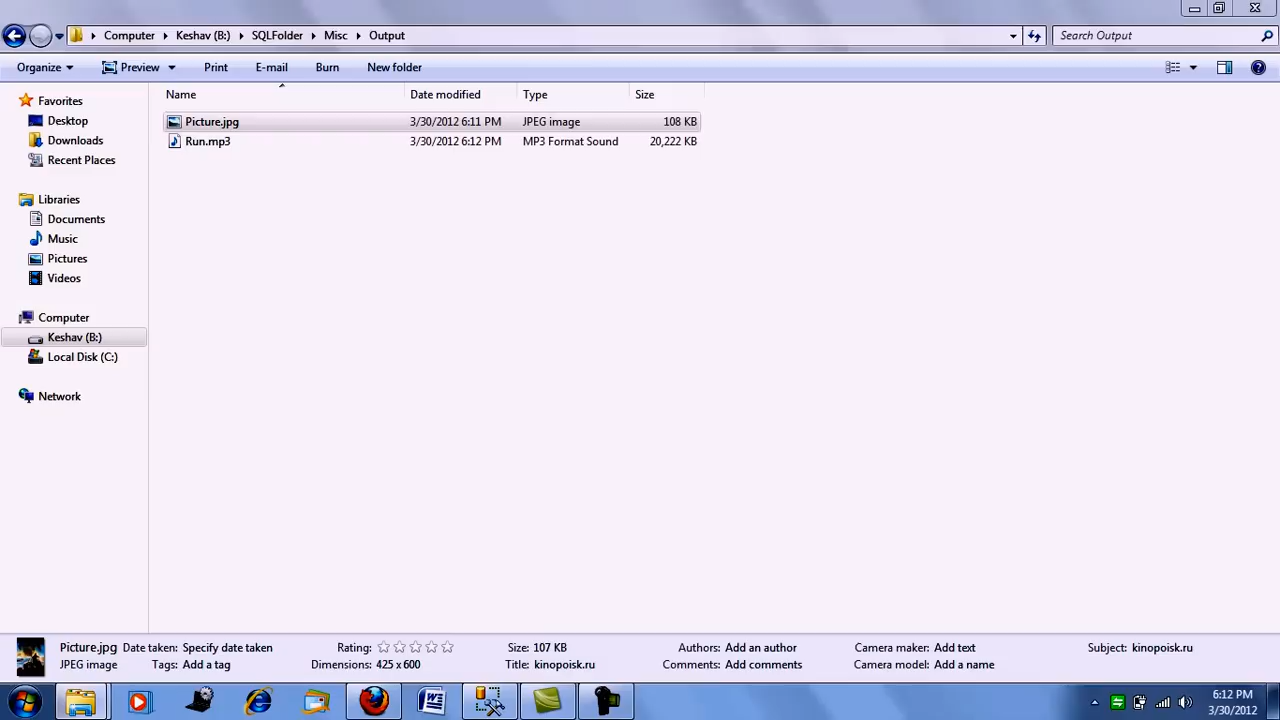 Computer Keshav (B:) SQLFolder Misc Output Search Output
Organize Preview Print E-mail Burn New folder
Name Date modified Type Size
Picture.jpg 3/30/2012 6:11 PM JPEG image 108 KB
Run.mp3 3/30/2012 6:12 PM MP3 Format Sound 20,222 KB
Favorites
Desktop
Downloads
Recent Places
Libraries
Documents
Music
Pictures
Videos
Computer
Keshav (B:)
Local Disk (C:)
Network
Picture.jpg Date taken: Specify date taken Rating: Size: 107 KB Authors: Add an author Camera maker: Add text Subject: kinopoisk.ru
JPEG image Tags: Add a tag Dimensions: 425 x 600 Title: kinopoisk.ru Comments: Add comments Camera model: Add a name
6:12 PM
3/30/2012